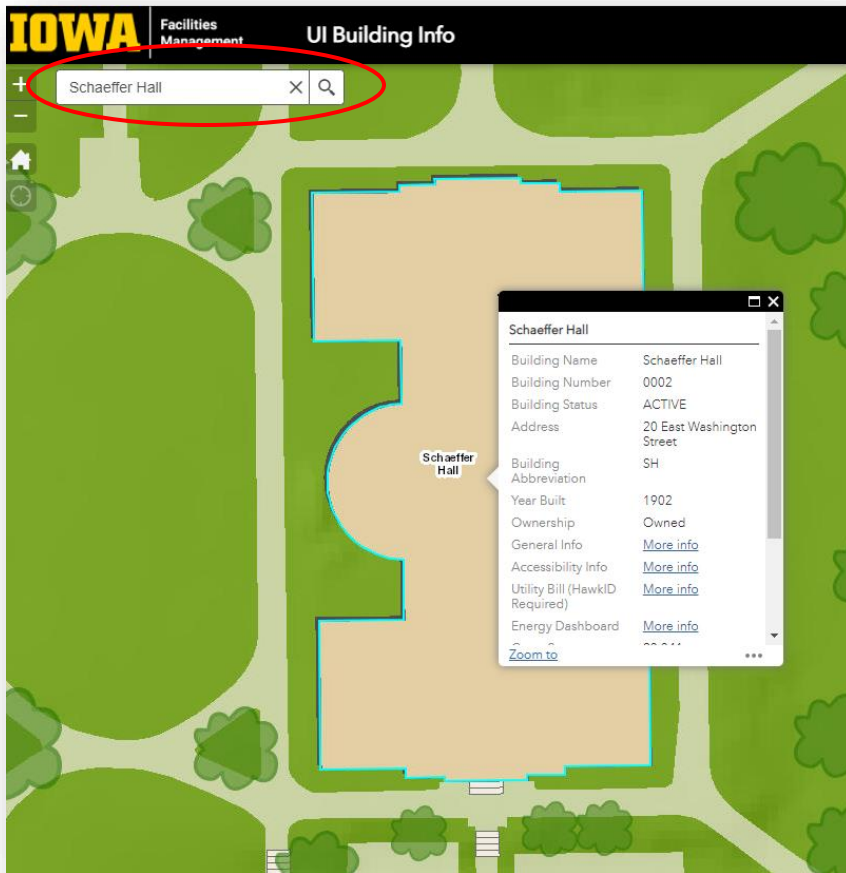 IOWA
Facilities
Management
UI Building Info
Schaeffer Hall
Schaeffer
Hall
Schaeffer Hall
Building Name Schaeffer Hall
Building Number 0002
Building Status ACTIVE
Address 20 East Washington
Street
Building SH
Abbreviation
Year Built 1902
Ownership Owned
General Info More info
Accessibility Info More info
Utility Bill (HawkID More info
Required)
Energy Dashboard More info
Zoom to